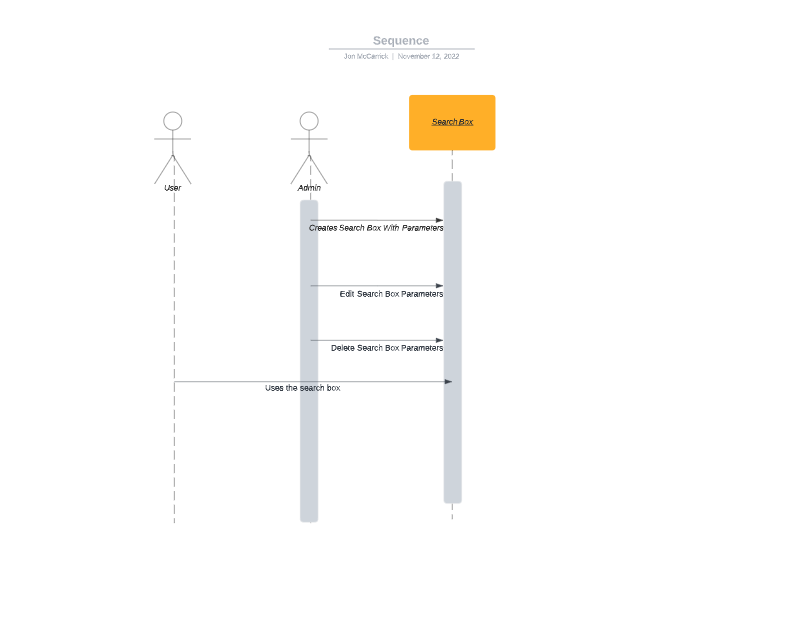 Sequence
Jon McCarrick | November 12, 2022
Search Box
User
Admin
Creates Search Box With Parameters
Edit Search Box Parameters
Delete Search Box Parameters
Uses the search box